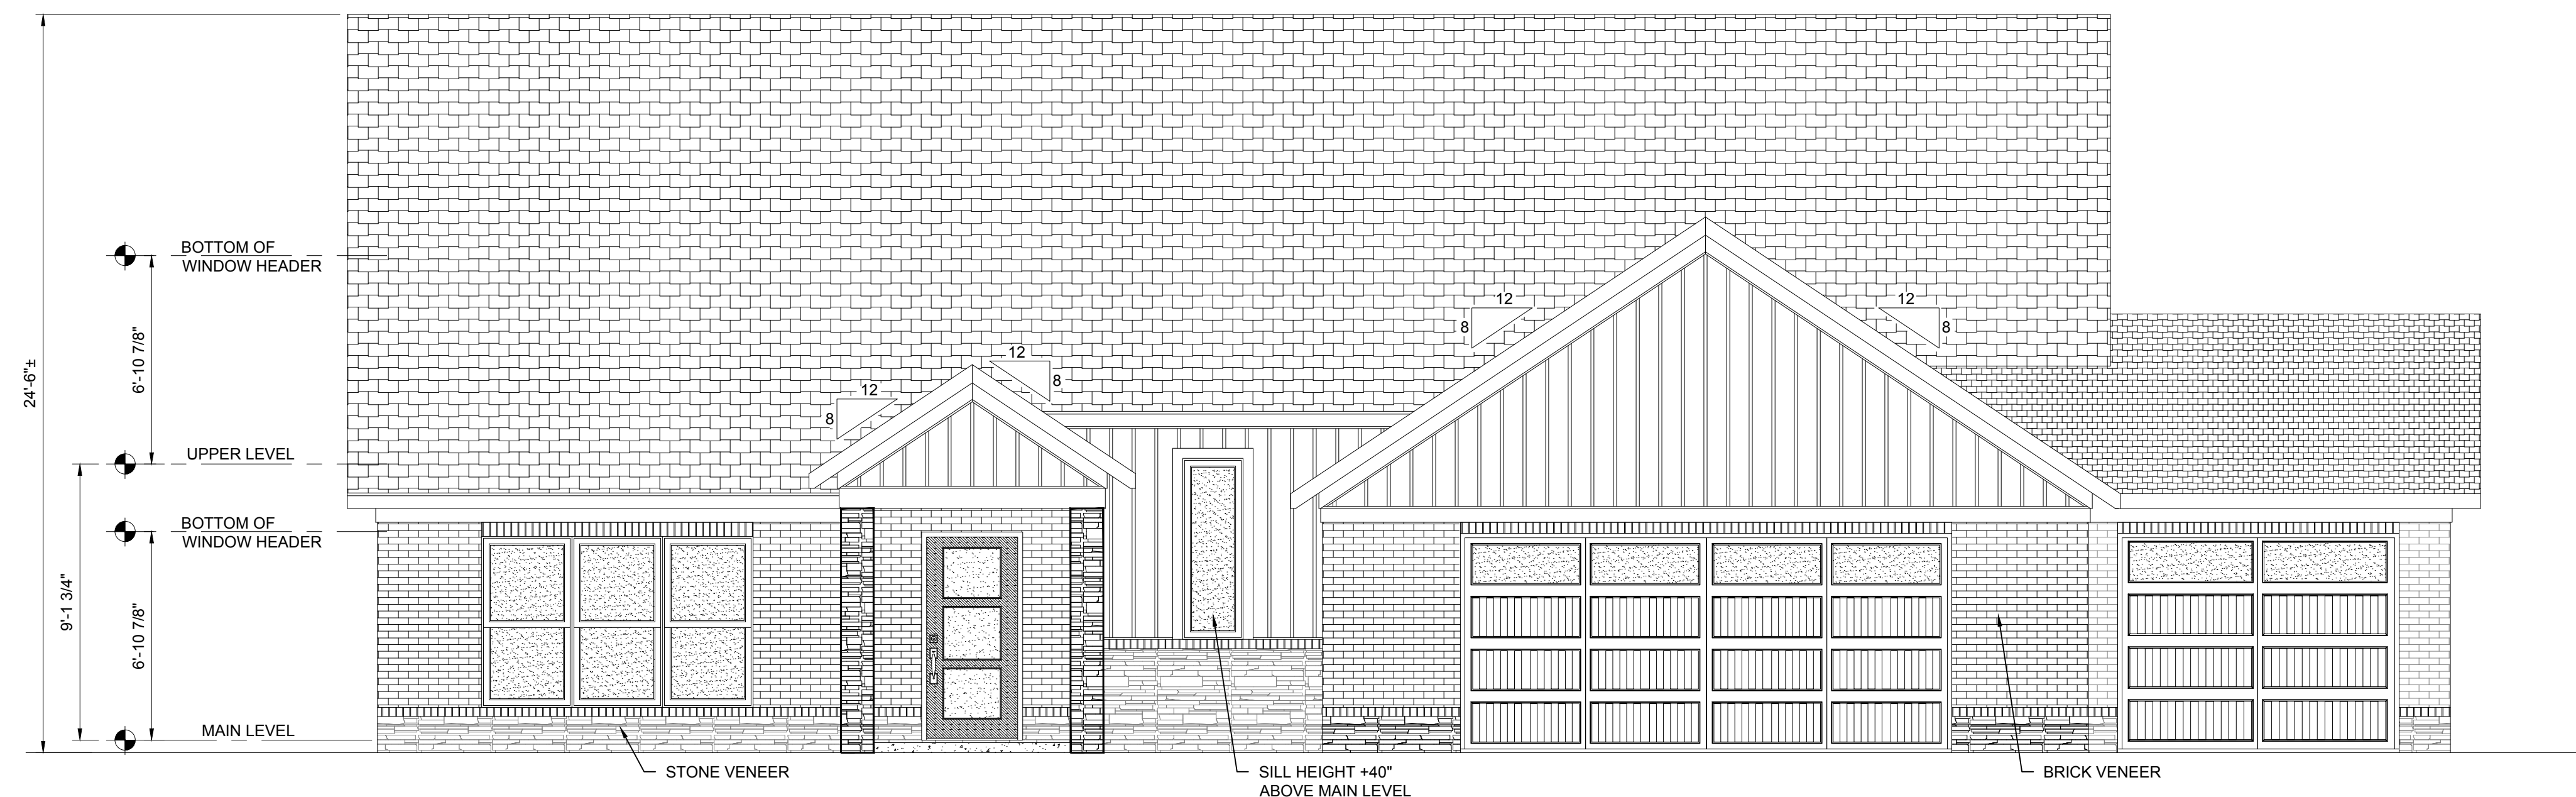 24'-6"±
BOTTOM OF
WINDOW HEADER
6'-10 7/8"
UPPER LEVEL
9'-1 3/4"
BOTTOM OF
WINDOW HEADER
6'-10 7/8"
MAIN LEVEL
12
8
12
8
12
8
12
8
STONE VENEER
SILL HEIGHT +40"
ABOVE MAIN LEVEL
BRICK VENEER